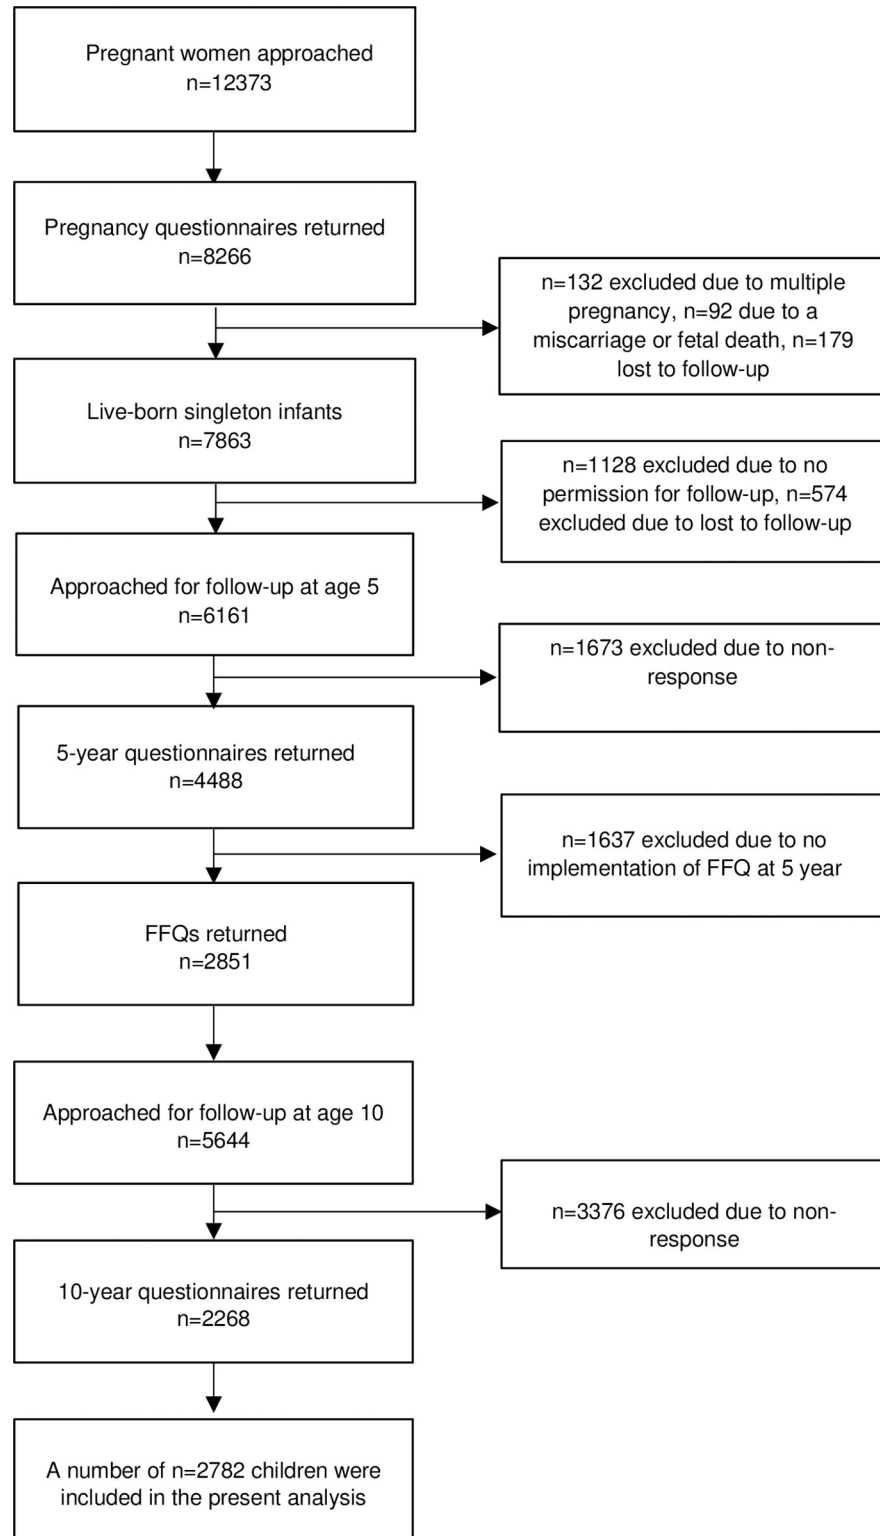 Pregnant women approached
n=12373
Pregnancy questionnaires returned
n=8266
n=132 excluded due to multiple
pregnancy, n=92 due to a
miscarriage or fetal death, n=179
lost to follow-up
Live-born singleton infants
n=7863
n=1128 excluded due to no
permission for follow-up, n=574
excluded due to lost to follow-up
Approached for follow-up at age 5
n=6161
n=1673 excluded due to non-
response
5-year questionnaires returned
n=4488
n=1637 excluded due to no
implementation of FFQ at 5 year
FFQs returned
n=2851
Approached for follow-up at age 10
n=5644
n=3376 excluded due to non-
response
10-year questionnaires returned
n=2268
A number of n=2782 children were
included in the present analysis